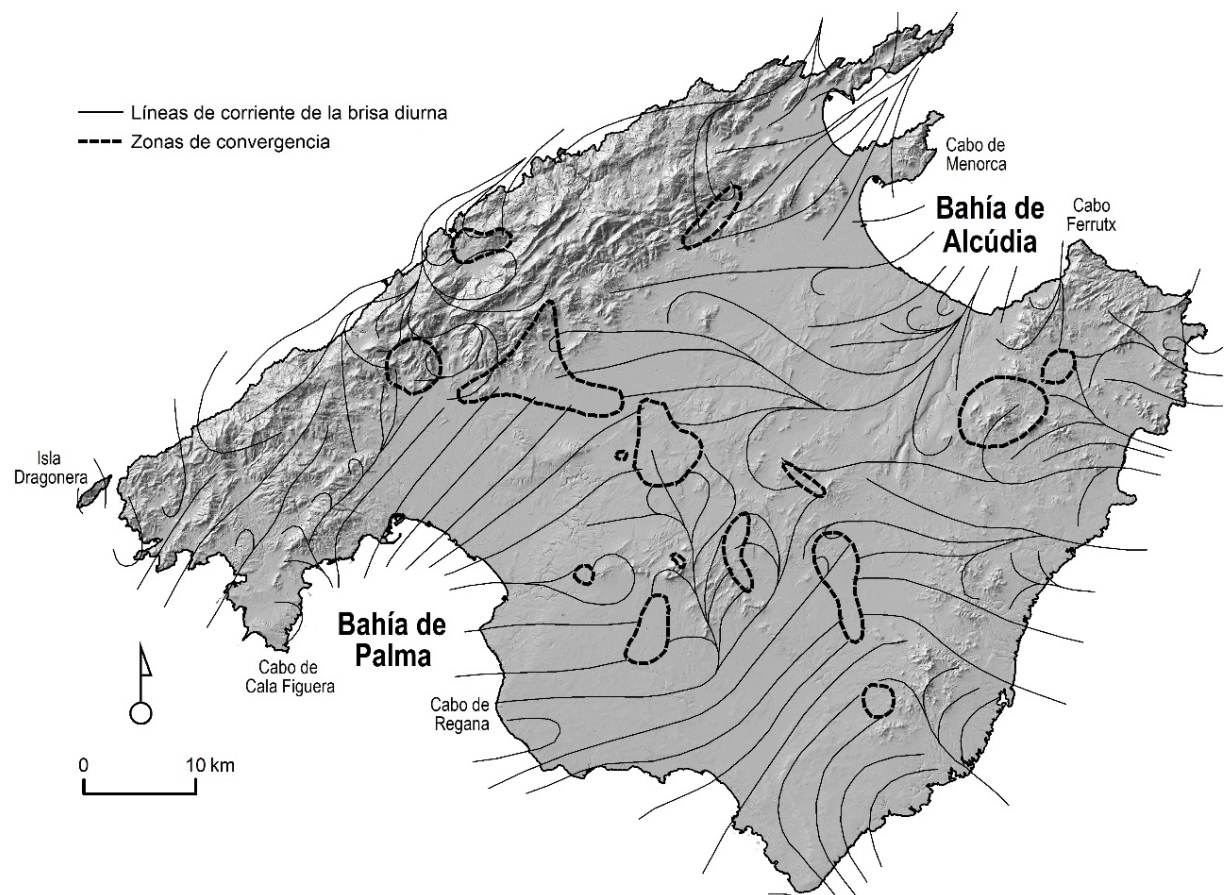 Líneas de corriente de la brisa diurna
Zonas de convergencia
Cabo de
Menorca
Bahía de
Alcúdia
Cabo
Ferrutx
Isla
Dragonera
Bahía de
Palma
Cabo de
Cala Figuera
Cabo de
Regana
0
10 km